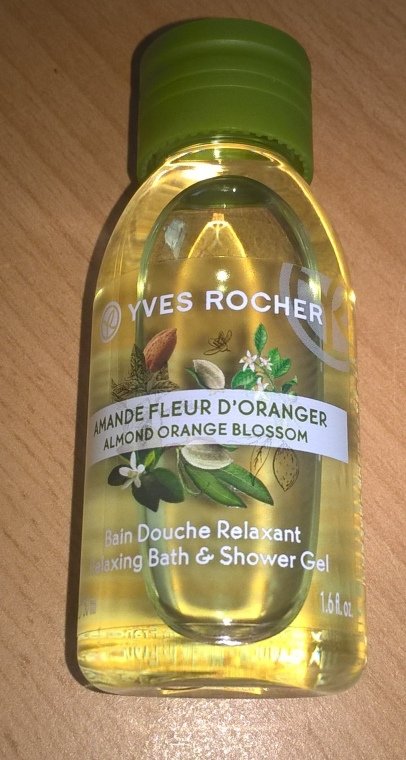 YVES ROCHER
AMANDE FLEUR D'ORANGER
ALMOND ORANGE BLOSSOM
Bain Douche Relaxant
Relaxing Bath & Shower Gel
1.6 fl.oz.